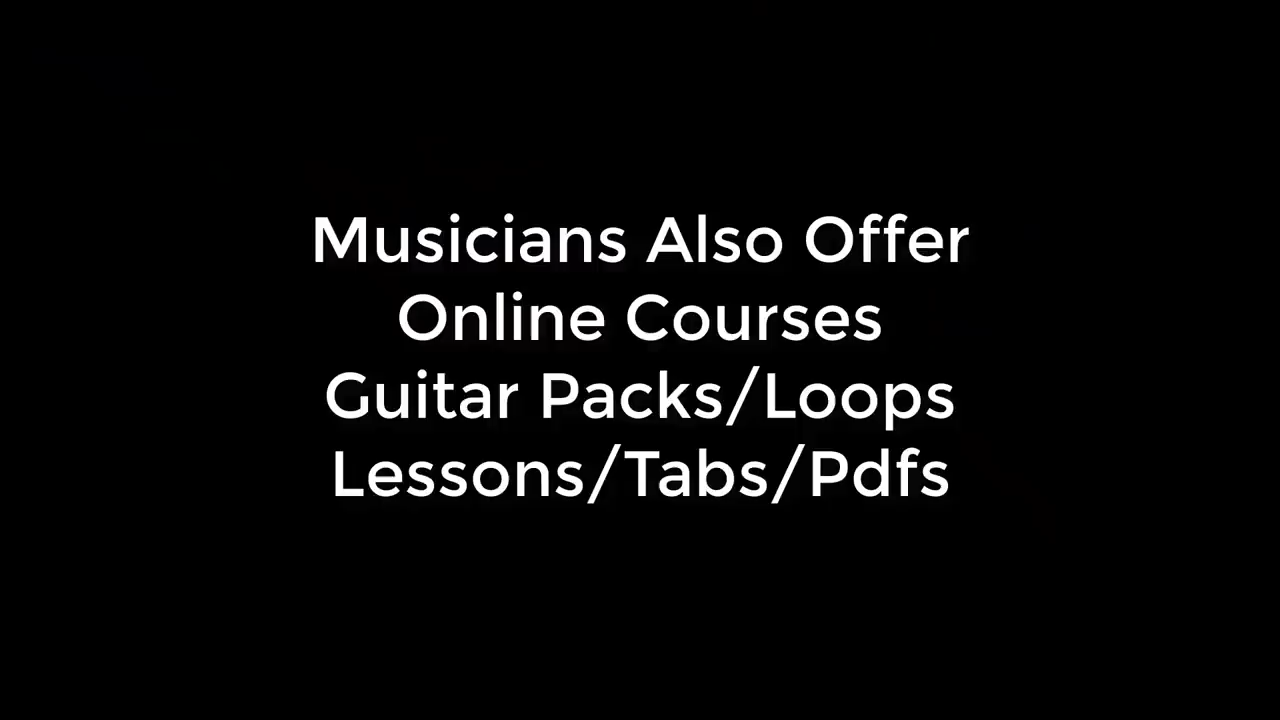 Musicians Also Offer
Online Courses
Guitar Packs/Loops
Lessons/Tabs/Pdfs